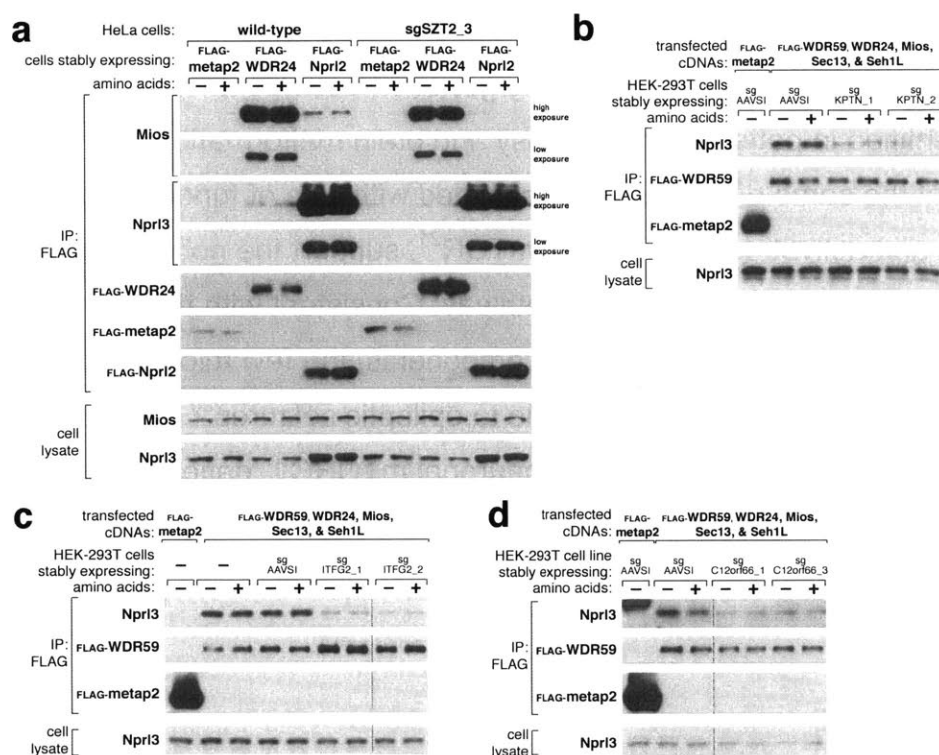 a
HeLa cells: wild-type sgSZT2_3
cells stably expressing: FLAG-metap2 FLAG-WDR24 FLAG-Nprl2 FLAG-metap2 FLAG-WDR24 FLAG-Nprl2
amino acids: − + − + − + − + − + − +
IP: FLAG
Mios
high exposure
low exposure
Nprl3
high exposure
low exposure
FLAG-WDR24
FLAG-metap2
FLAG-Nprl2
cell lysate
Mios
Nprl3
b
transfected cDNAs: FLAG-metap2 FLAG-WDR59, WDR24, Mios, Sec13, & Seh1L
HEK-293T cells stably expressing: sg AAVSI sg AAVSI sg KPTN_1 sg KPTN_2
amino acids: − − + − + − +
IP: FLAG
Nprl3
FLAG-WDR59
FLAG-metap2
cell lysate
Nprl3
c
transfected cDNAs: FLAG-metap2 FLAG-WDR59, WDR24, Mios, Sec13, & Seh1L
HEK-293T cells stably expressing: − − sg AAVSI sg ITFG2_1 sg ITFG2_2
amino acids: − − + − + − + − +
IP: FLAG
Nprl3
FLAG-WDR59
FLAG-metap2
cell lysate
Nprl3
d
transfected cDNAs: FLAG-metap2 FLAG-WDR59, WDR24, Mios, Sec13, & Seh1L
HEK-293T cell line stably expressing: sg AAVSI sg AAVSI sg C12orf66_1 sg C12orf66_3
amino acids: − − + − + − +
IP: FLAG
Nprl3
FLAG-WDR59
FLAG-metap2
cell lysate
Nprl3